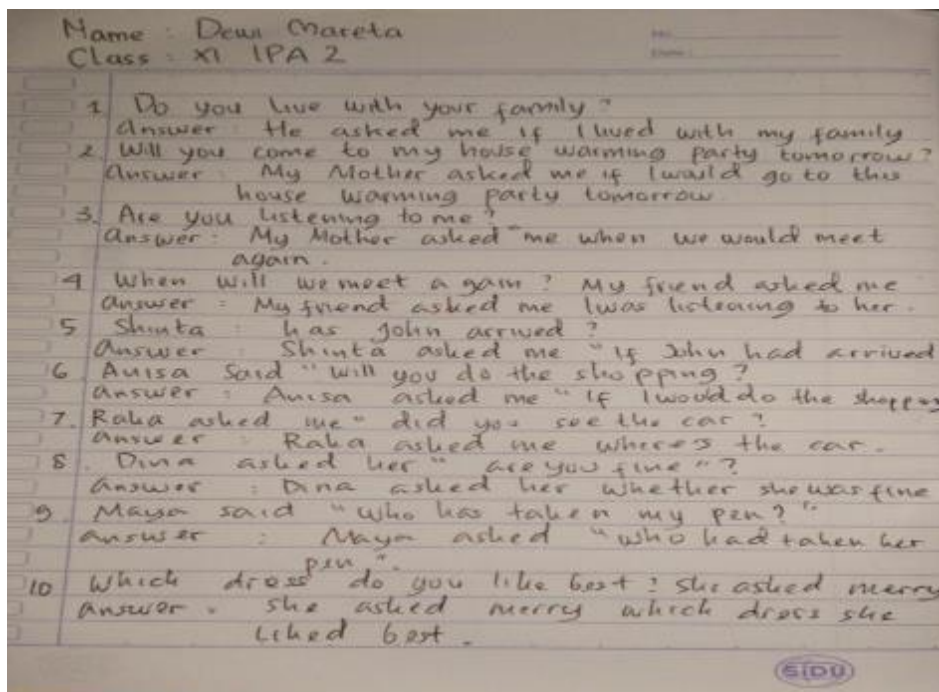 Name : Dewi Mareta
Class : XI IPA 2
1 Do you live with your family ?
Answer : He asked me if I lived with my family
2. Will you come to my house warming party tomorrow ?
Answer : My Mother asked me if I would go to this
house warming party tomorrow
3. Are you listening to me ?
Answer : My Mother asked me when we would meet
again .
4 When will we meet a gain ? My friend asked me
answer : My friend asked me I was listening to her .
5 Shinta : has John arrived ?
Answer : Shinta asked me " if John had arrived
6 Anisa Said " will you do the sho pping ?
answer : Anisa asked me " if I would do the shopping
7. Raka asked me " did you see the car ?
answer : Raka asked me where's the car .
8 . Dina asked her " are you fine " ?
Answer : Dina asked her whether she was fine
9 Maya said " who has taken my pen ? "
answer : Maya asked " who had taken her
pen " .
10 Which dress do you like best ? She asked merry
answer . she asked merry which dress she
liked best .
SIDU